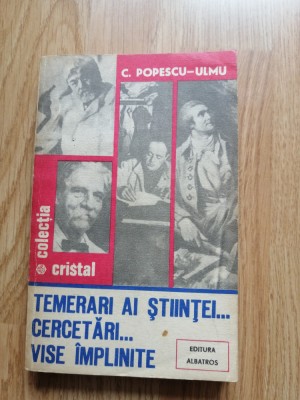 C. POPESCU-ULMU
colecția
cristal
TEMERARI AI ȘTIINȚEI...
CERCETĂRI...
VISE ÎMPLINITE
EDITURA
ALBATROS